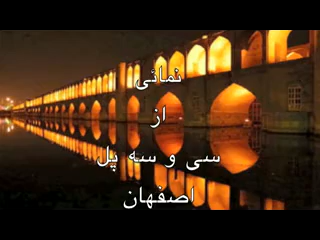 نمائی
از
سی و سه پل
اصفهان